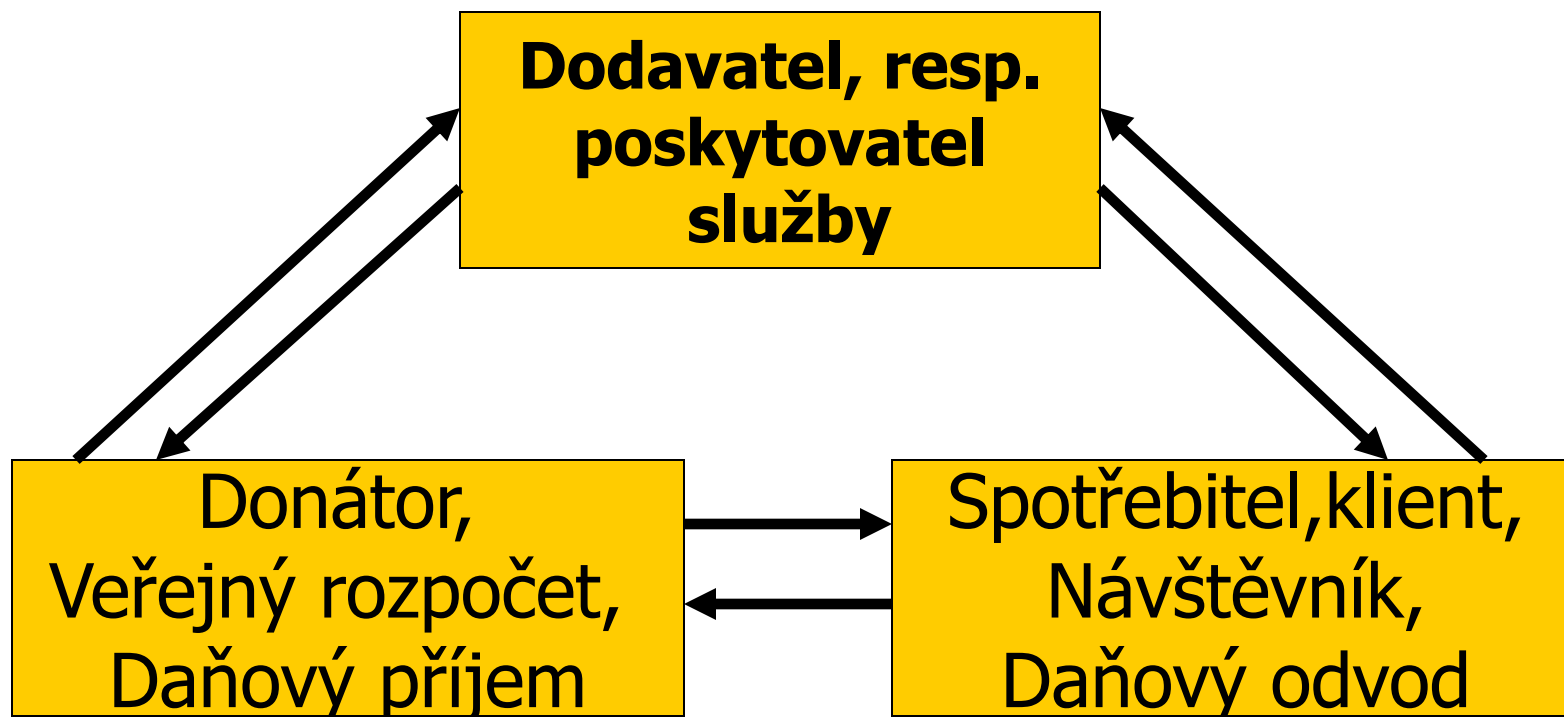 Dodavatel, resp.
poskytovatel
služby
Donátor,
Veřejný rozpočet,
Daňový příjem
Spotřebitel,klient,
Návštěvník,
Daňový odvod